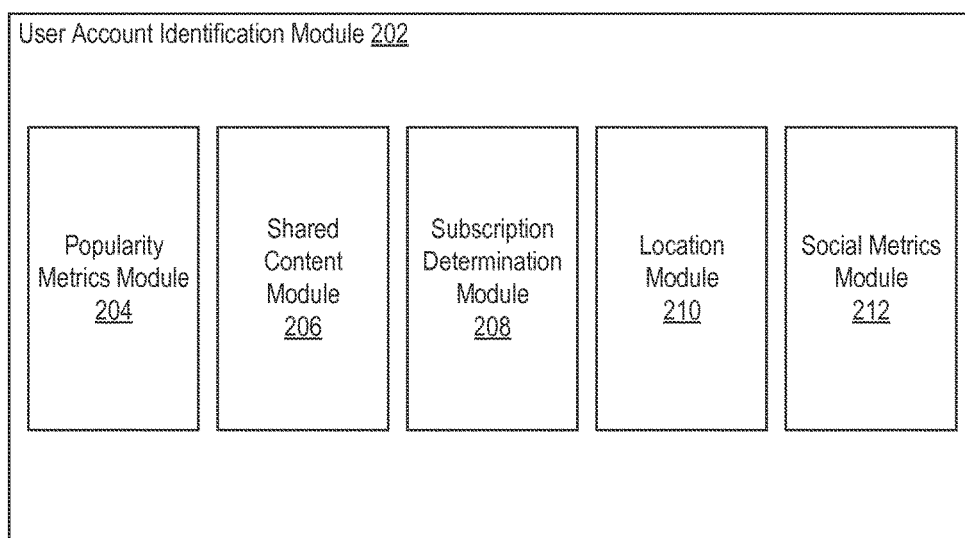 User Account Identification Module 202
Popularity
Metrics Module
204
Shared
Content
Module
206
Subscription
Determination
Module
208
Location
Module
210
Social Metrics
Module
212